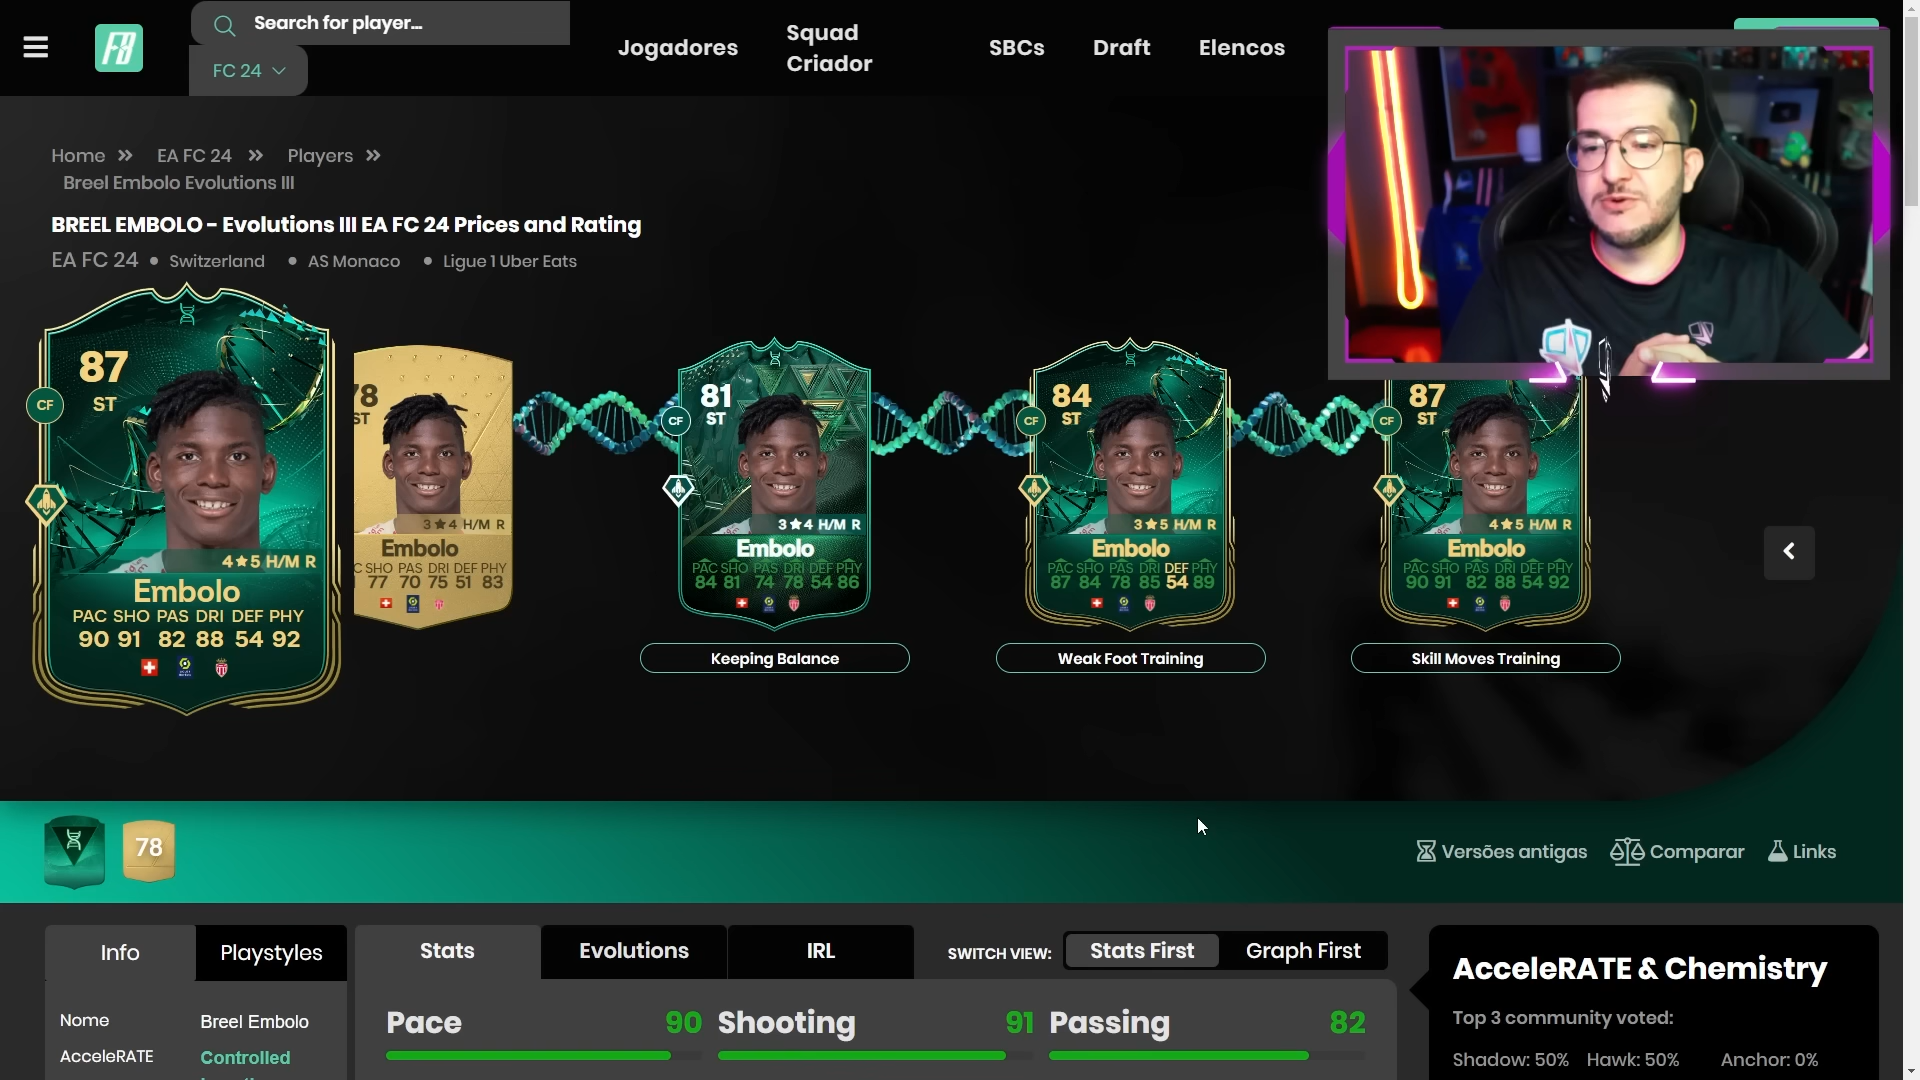 Search for player...
FC 24
Jogadores
Squad
Criador
SBCs
Draft
Elencos
Home
EA FC 24
Players
Breel Embolo Evolutions III
BREEL EMBOLO - Evolutions III EA FC 24 Prices and Rating
EA FC 24 • Switzerland • AS Monaco • Ligue 1 Uber Eats
87
ST
CF
4★5 H/M R
Embolo
PAC SHO PAS DRI DEF PHY
90 91 82 88 54 92
78
ST
3★4 H/M R
Embolo
C SHO PAS DRI DEF PHY
77 70 75 51 83
81
ST
CF
3★4 H/M R
Embolo
PAC SHO PAS DRI DEF PHY
84 81 74 78 54 86
Keeping Balance
84
ST
CF
3★5 H/M R
Embolo
PAC SHO PAS DRI DEF PHY
87 84 78 85 54 89
Weak Foot Training
87
ST
CF
4★5 H/M R
Embolo
PAC SHO PAS DRI DEF PHY
90 91 82 88 54 92
Skill Moves Training
78
Versões antigas
Comparar
Links
Info
Playstyles
Stats
Evolutions
IRL
SWITCH VIEW:
Stats First
Graph First
Nome
Breel Embolo
AcceleRATE
Controlled
Pace 90
Shooting 91
Passing 82
AcceleRATE & Chemistry
Top 3 community voted:
Shadow: 50% Hawk: 50% Anchor: 0%